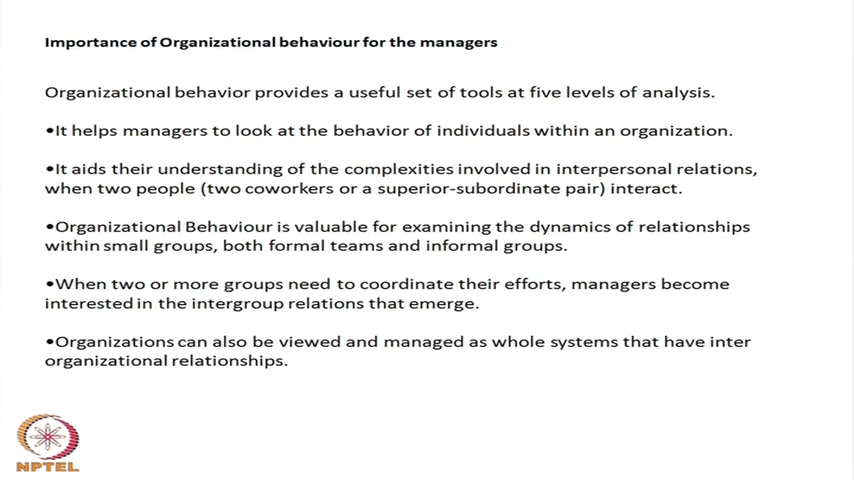 Importance of Organizational behaviour for the managers
Organizational behavior provides a useful set of tools at five levels of analysis.
•It helps managers to look at the behavior of individuals within an organization.
•It aids their understanding of the complexities involved in interpersonal relations,
when two people (two coworkers or a superior-subordinate pair) interact.
•Organizational Behaviour is valuable for examining the dynamics of relationships
within small groups, both formal teams and informal groups.
•When two or more groups need to coordinate their efforts, managers become
interested in the intergroup relations that emerge.
•Organizations can also be viewed and managed as whole systems that have inter
organizational relationships.
NPTEL